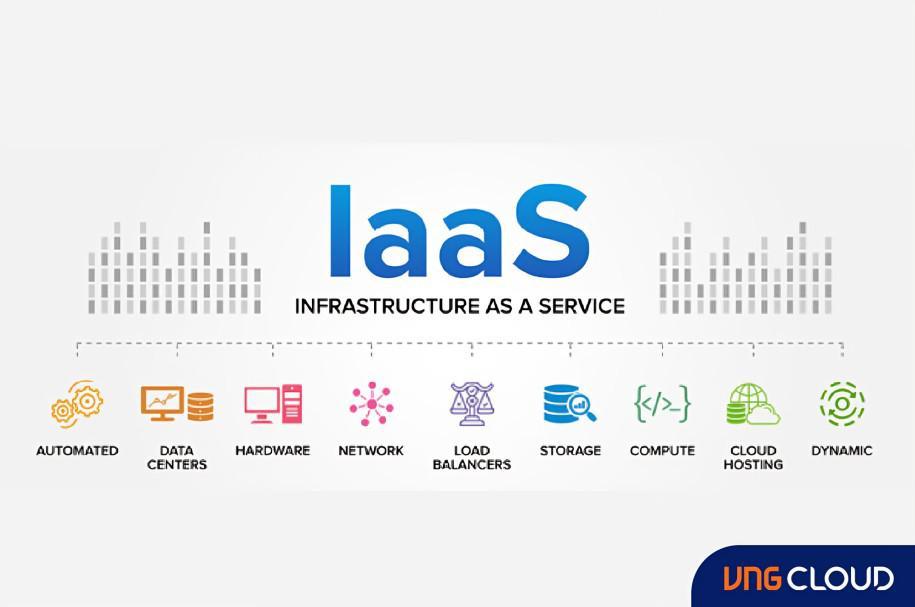 IaaS
INFRASTRUCTURE AS A SERVICE
AUTOMATED
DATA
CENTERS
HARDWARE
NETWORK
LOAD
BALANCERS
STORAGE
{</>_}
COMPUTE
CLOUD
HOSTING
DYNAMIC
VNG CLOUD